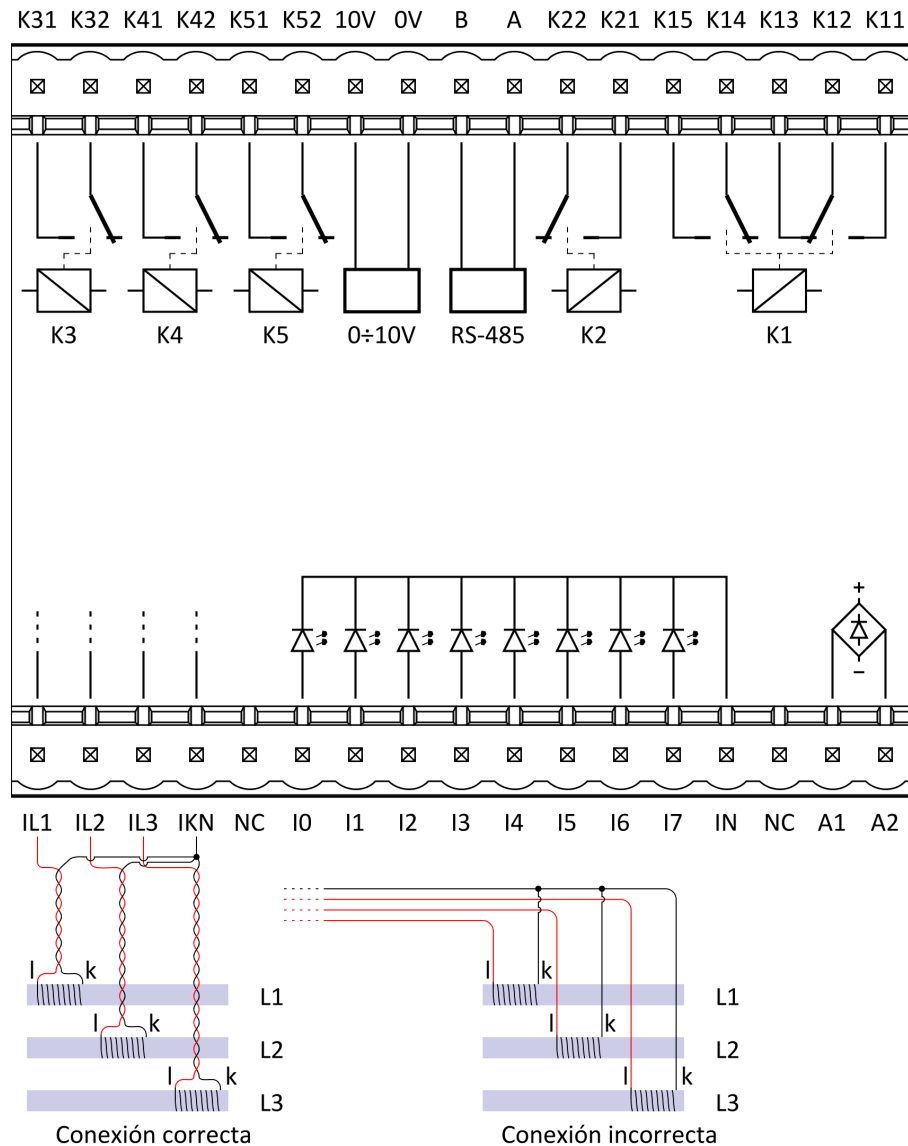 K31 K32 K41 K42 K51 K52 10V 0V B A K22 K21 K15 K14 K13 K12 K11
K3 K4 K5 0÷10V RS-485 K2 K1
+
−
IL1 IL2 IL3 IKN NC I0 I1 I2 I3 I4 I5 I6 I7 IN NC A1 A2
l k L1 l k L1
l k L2 l k L2
l k L3 l k L3
Conexión correcta Conexión incorrecta